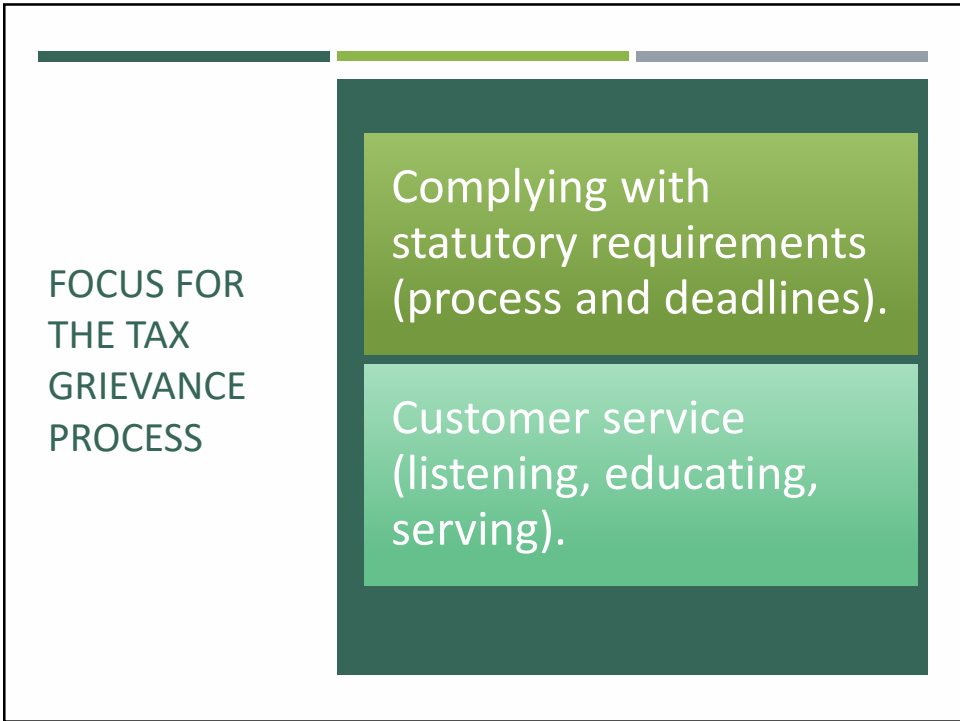 FOCUS FOR
THE TAX
GRIEVANCE
PROCESS
Complying with
statutory requirements
(process and deadlines).
Customer service
(listening, educating,
serving).